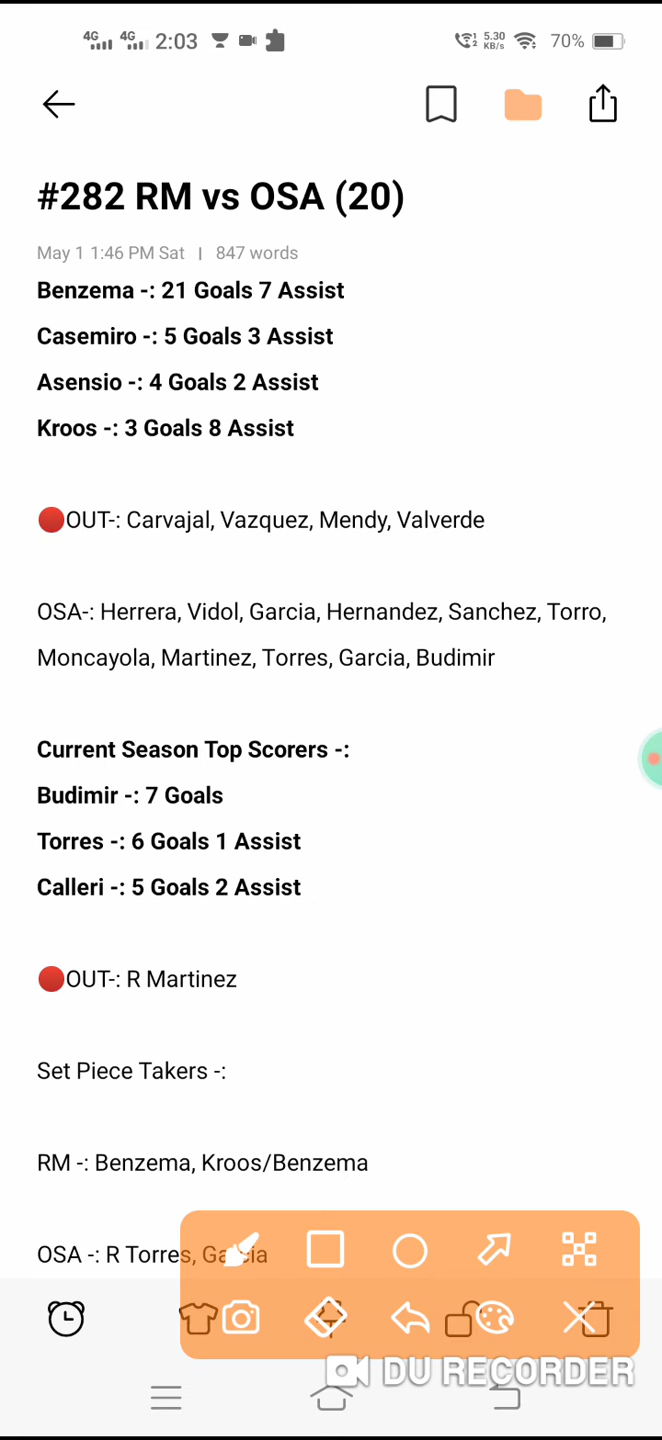 4G 4G 2:03 5.30 KB/s 70%
#282 RM vs OSA (20)
May 1 1:46 PM Sat | 847 words
Benzema -: 21 Goals 7 Assist
Casemiro -: 5 Goals 3 Assist
Asensio -: 4 Goals 2 Assist
Kroos -: 3 Goals 8 Assist
🔴OUT-: Carvajal, Vazquez, Mendy, Valverde
OSA-: Herrera, Vidol, Garcia, Hernandez, Sanchez, Torro,
Moncayola, Martinez, Torres, Garcia, Budimir
Current Season Top Scorers -:
Budimir -: 7 Goals
Torres -: 6 Goals 1 Assist
Calleri -: 5 Goals 2 Assist
🔴OUT-: R Martinez
Set Piece Takers -:
RM -: Benzema, Kroos/Benzema
OSA -: R Torres, Garcia
DU RECORDER